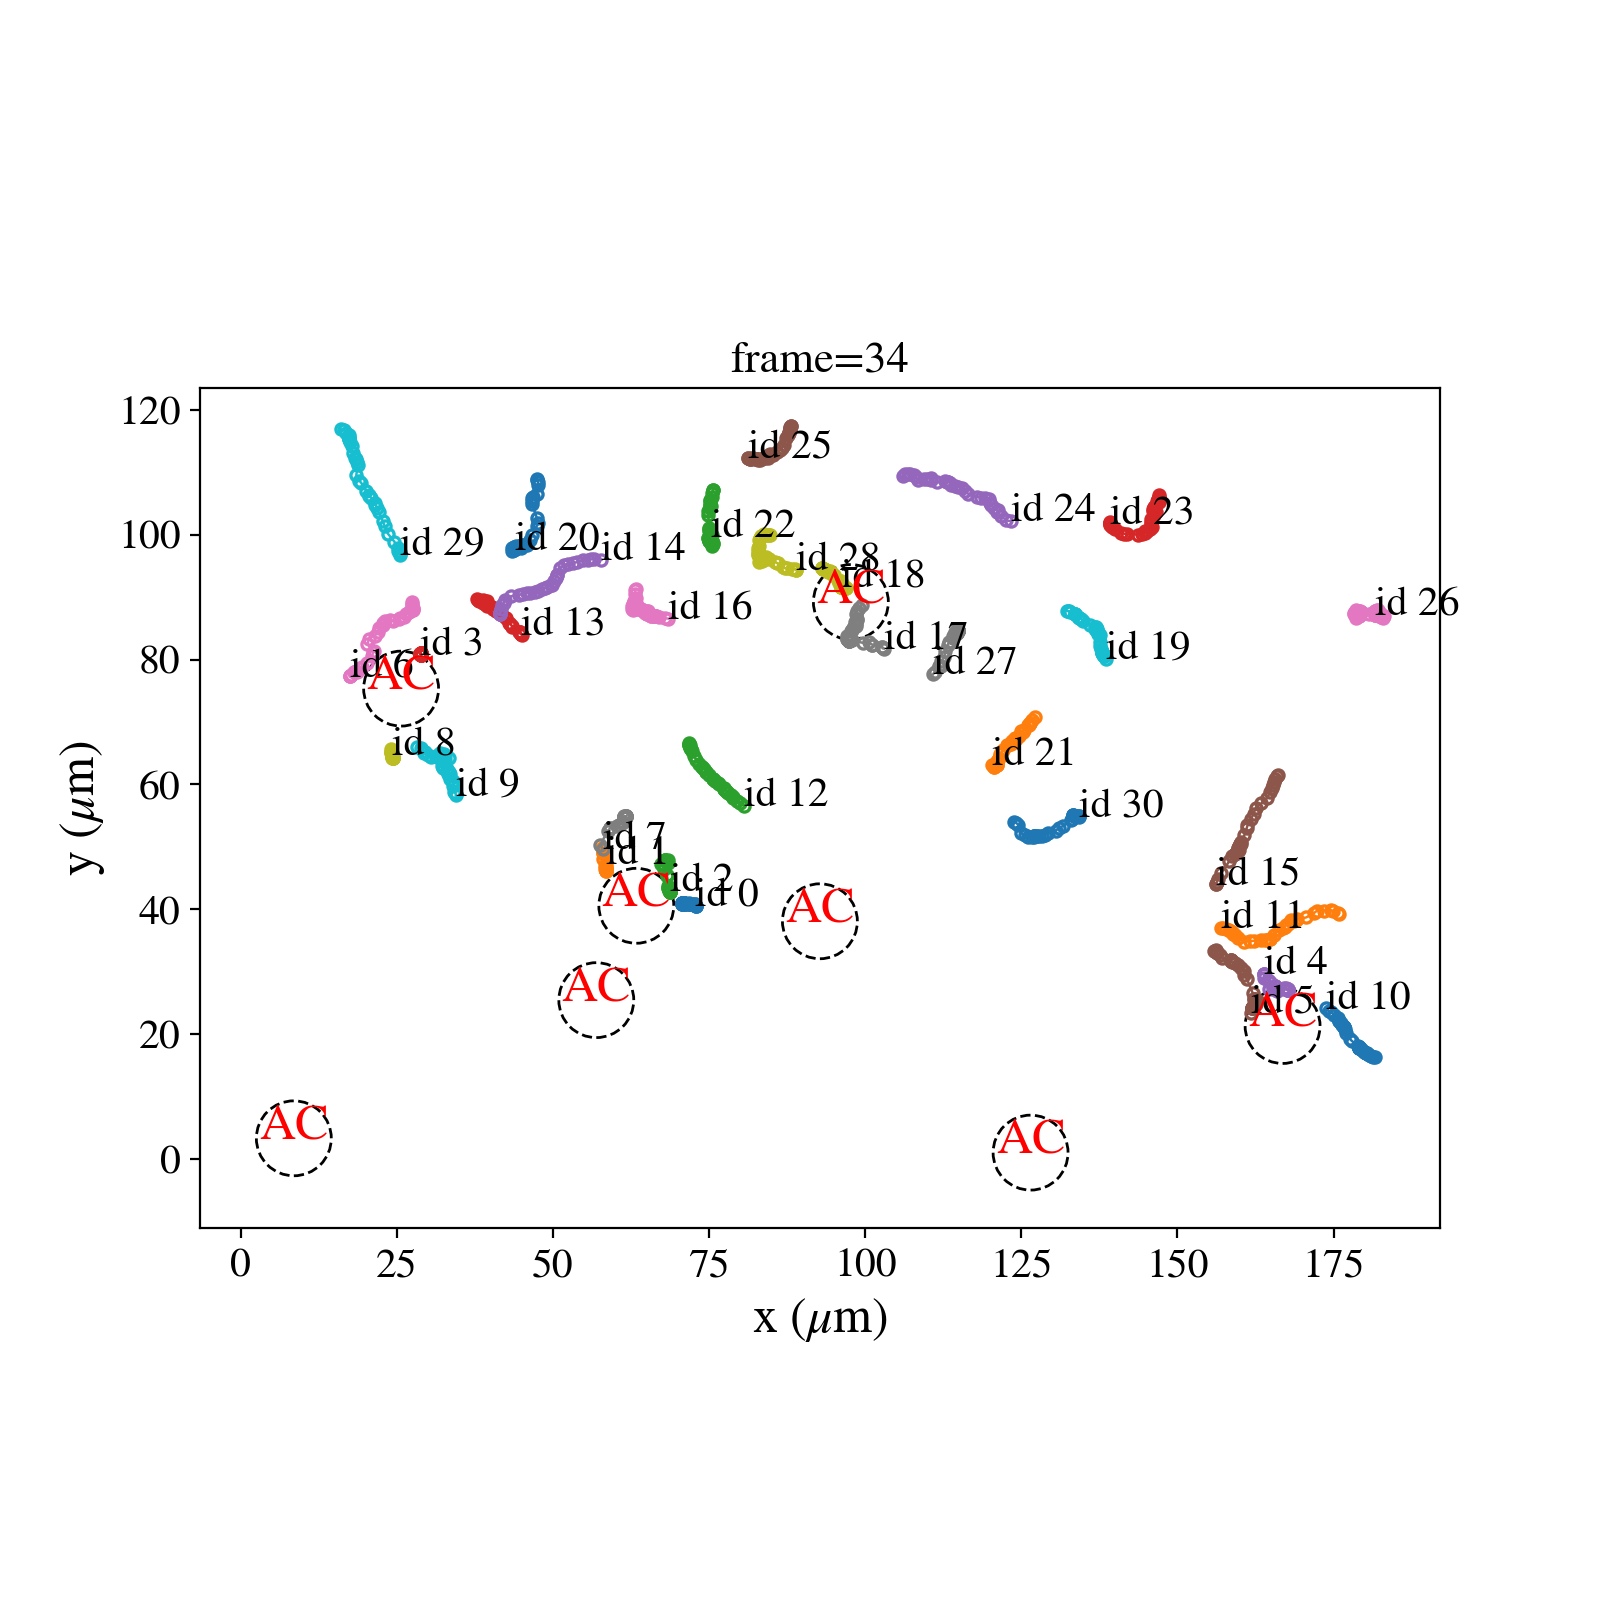 frame=34
y (μm)
120
100
80
60
40
20
0
id 25
id 24
id 23
id 22
id 29
id 20
id 14
id 28
id 18
AC
id 16
id 26
id 13
id 3
id 17
id 19
id 6
AC
id 27
id 8
id 9
id 21
id 12
id 30
id 7
id 1
id 2
id 0
AC
AC
id 15
id 11
id 4
id 5
id 10
AC
AC
AC
AC
0
25
50
75
100
125
150
175
x (μm)